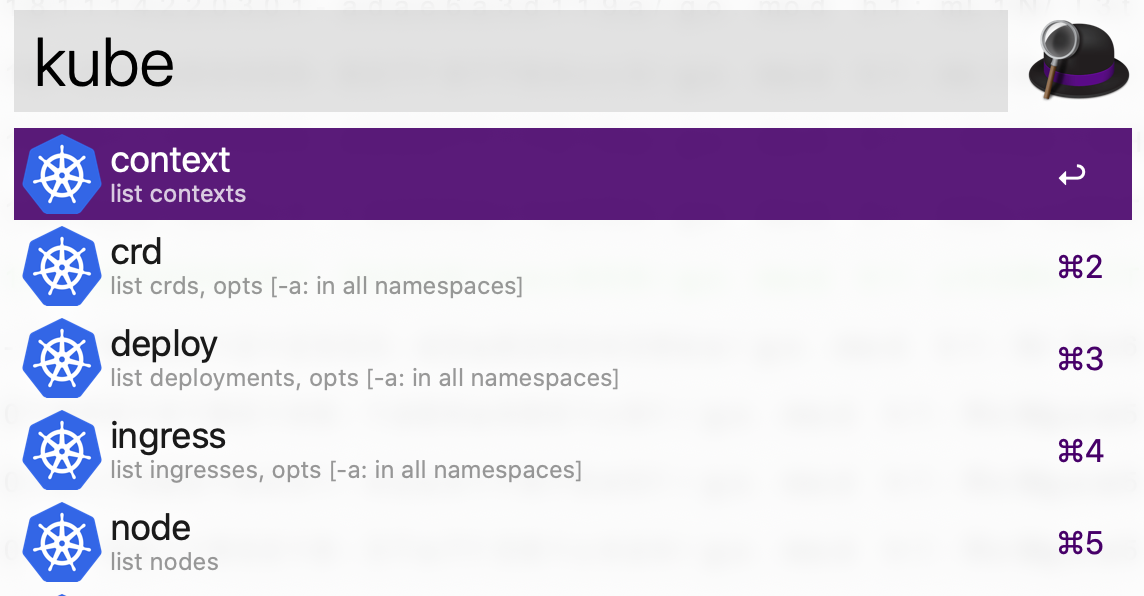 kube
context
list contexts
crd
list crds, opts [-a: in all namespaces]
⌘2
deploy
list deployments, opts [-a: in all namespaces]
⌘3
ingress
list ingresses, opts [-a: in all namespaces]
⌘4
node
list nodes
⌘5